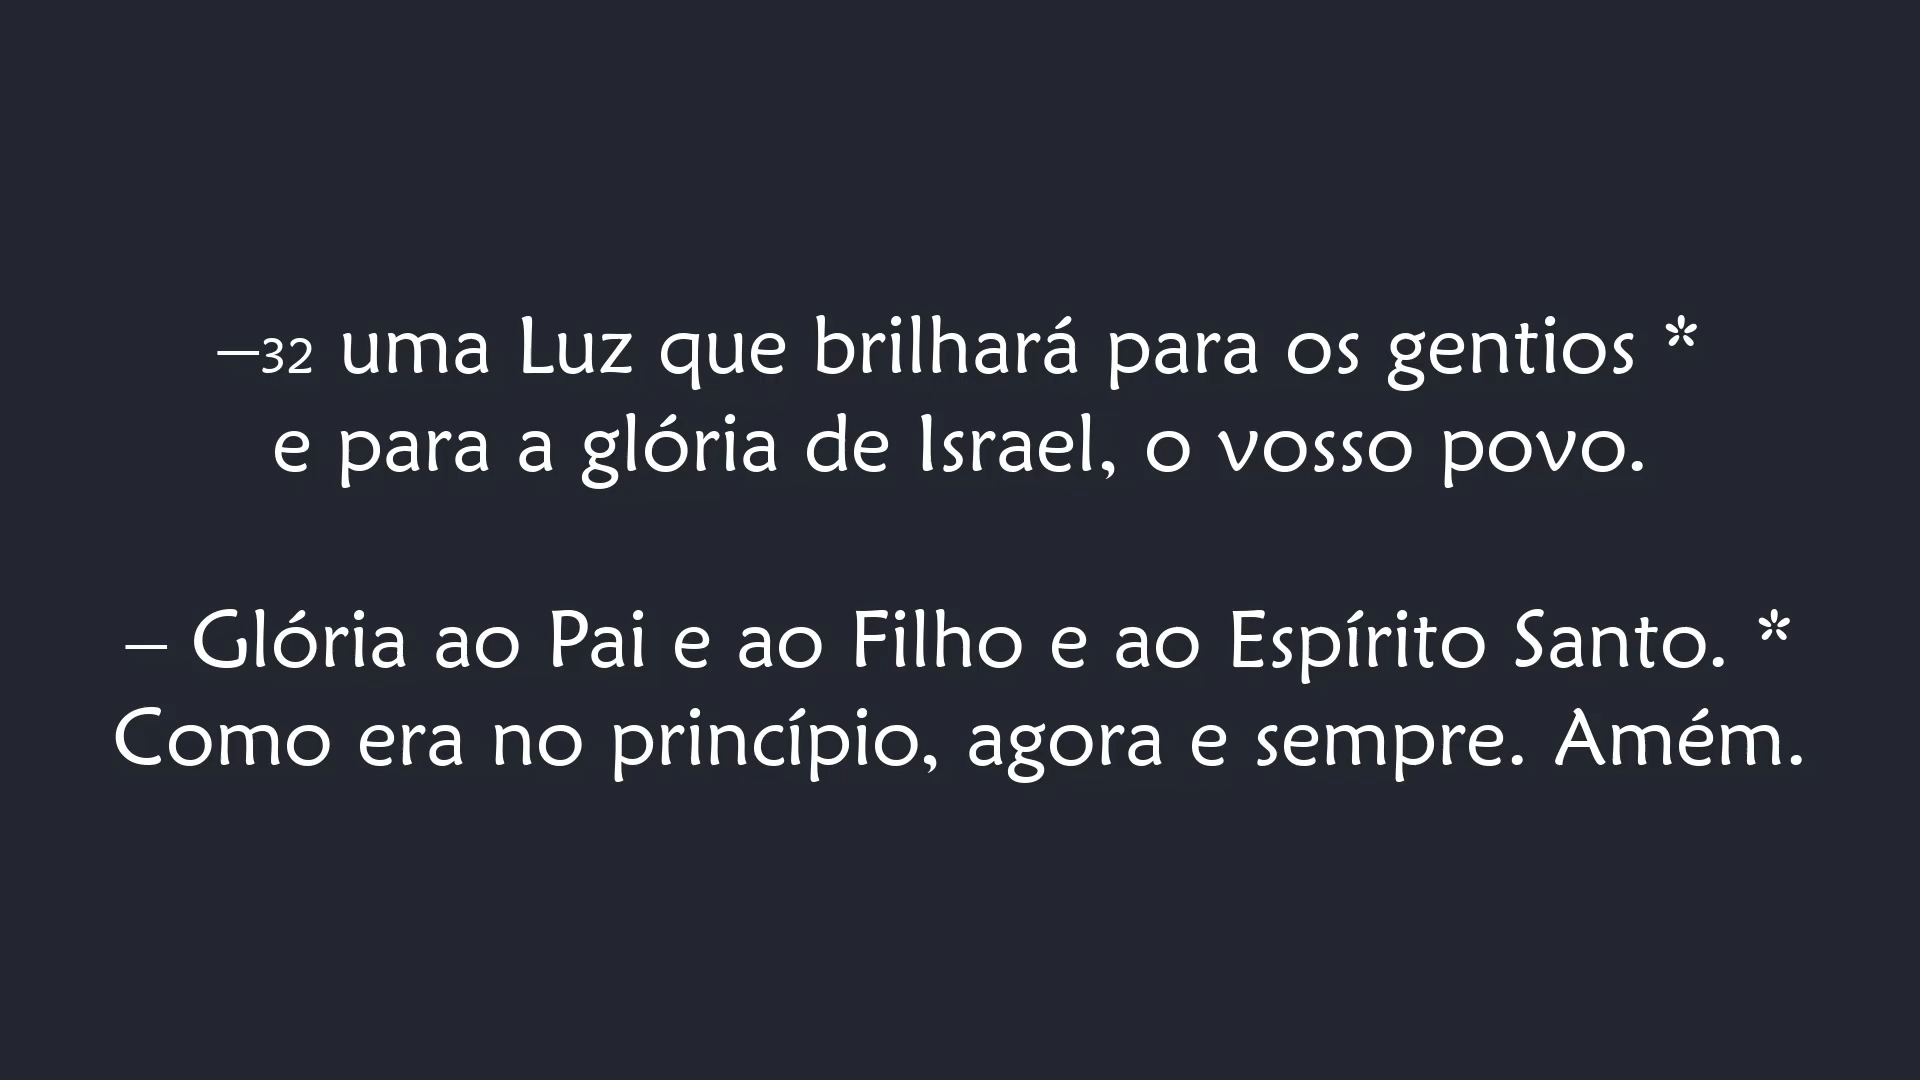 –32 uma Luz que brilhará para os gentios *
e para a glória de Israel, o vosso povo.
– Glória ao Pai e ao Filho e ao Espírito Santo. *
Como era no princípio, agora e sempre. Amém.